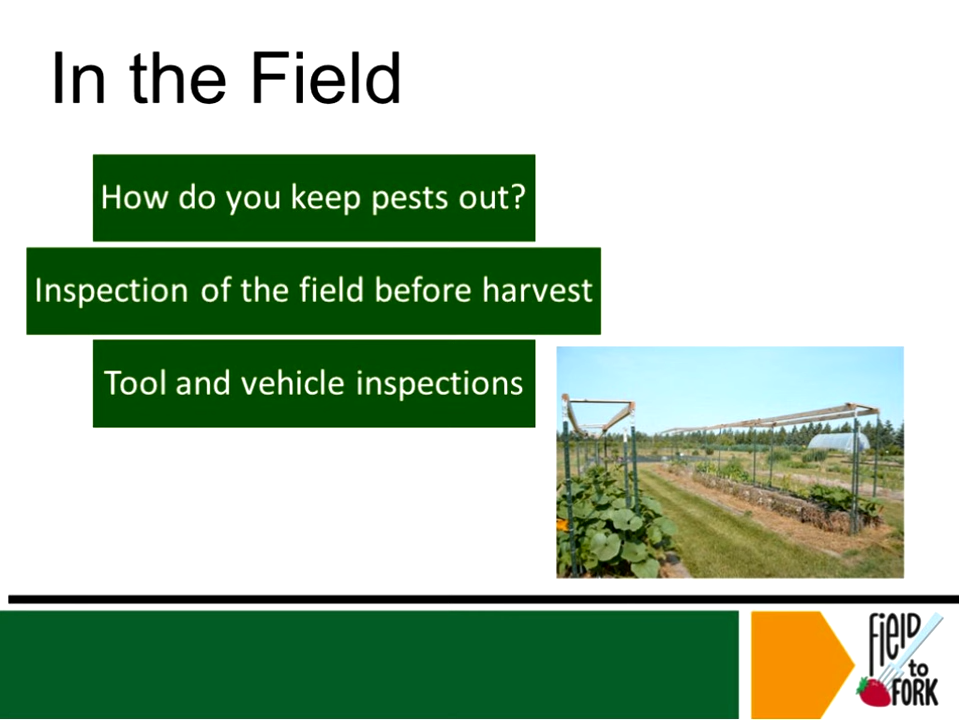 In the Field
How do you keep pests out?
Inspection of the field before harvest
Tool and vehicle inspections
FiELD
to
FORK